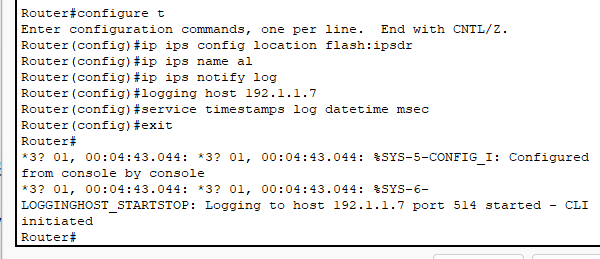 Router#configure t
Enter configuration commands, one per line.  End with CNTL/Z.
Router(config)#ip ips config location flash:ipsdr
Router(config)#ip ips name al
Router(config)#ip ips notify log
Router(config)#logging host 192.1.1.7
Router(config)#service timestamps log datetime msec
Router(config)#exit
Router#
*3? 01, 00:04:43.044: *3? 01, 00:04:43.044: %SYS-5-CONFIG_I: Configured
from console by console
*3? 01, 00:04:43.044: *3? 01, 00:04:43.044: %SYS-6-
LOGGINGHOST_STARTSTOP: Logging to host 192.1.1.7 port 514 started - CLI
initiated
Router#